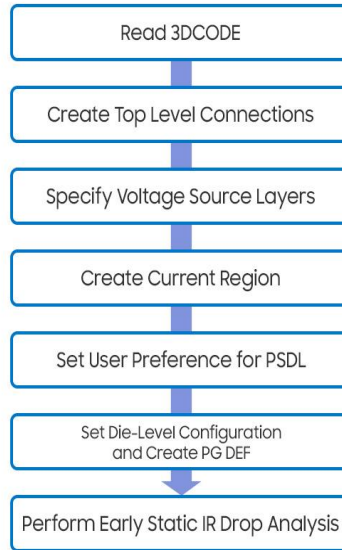 Read 3DCODE
Create Top Level Connections
Specify Voltage Source Layers
Create Current Region
Set User Preference for PSDL
Set Die-Level Configuration
and Create PG DEF
Perform Early Static IR Drop Analysis